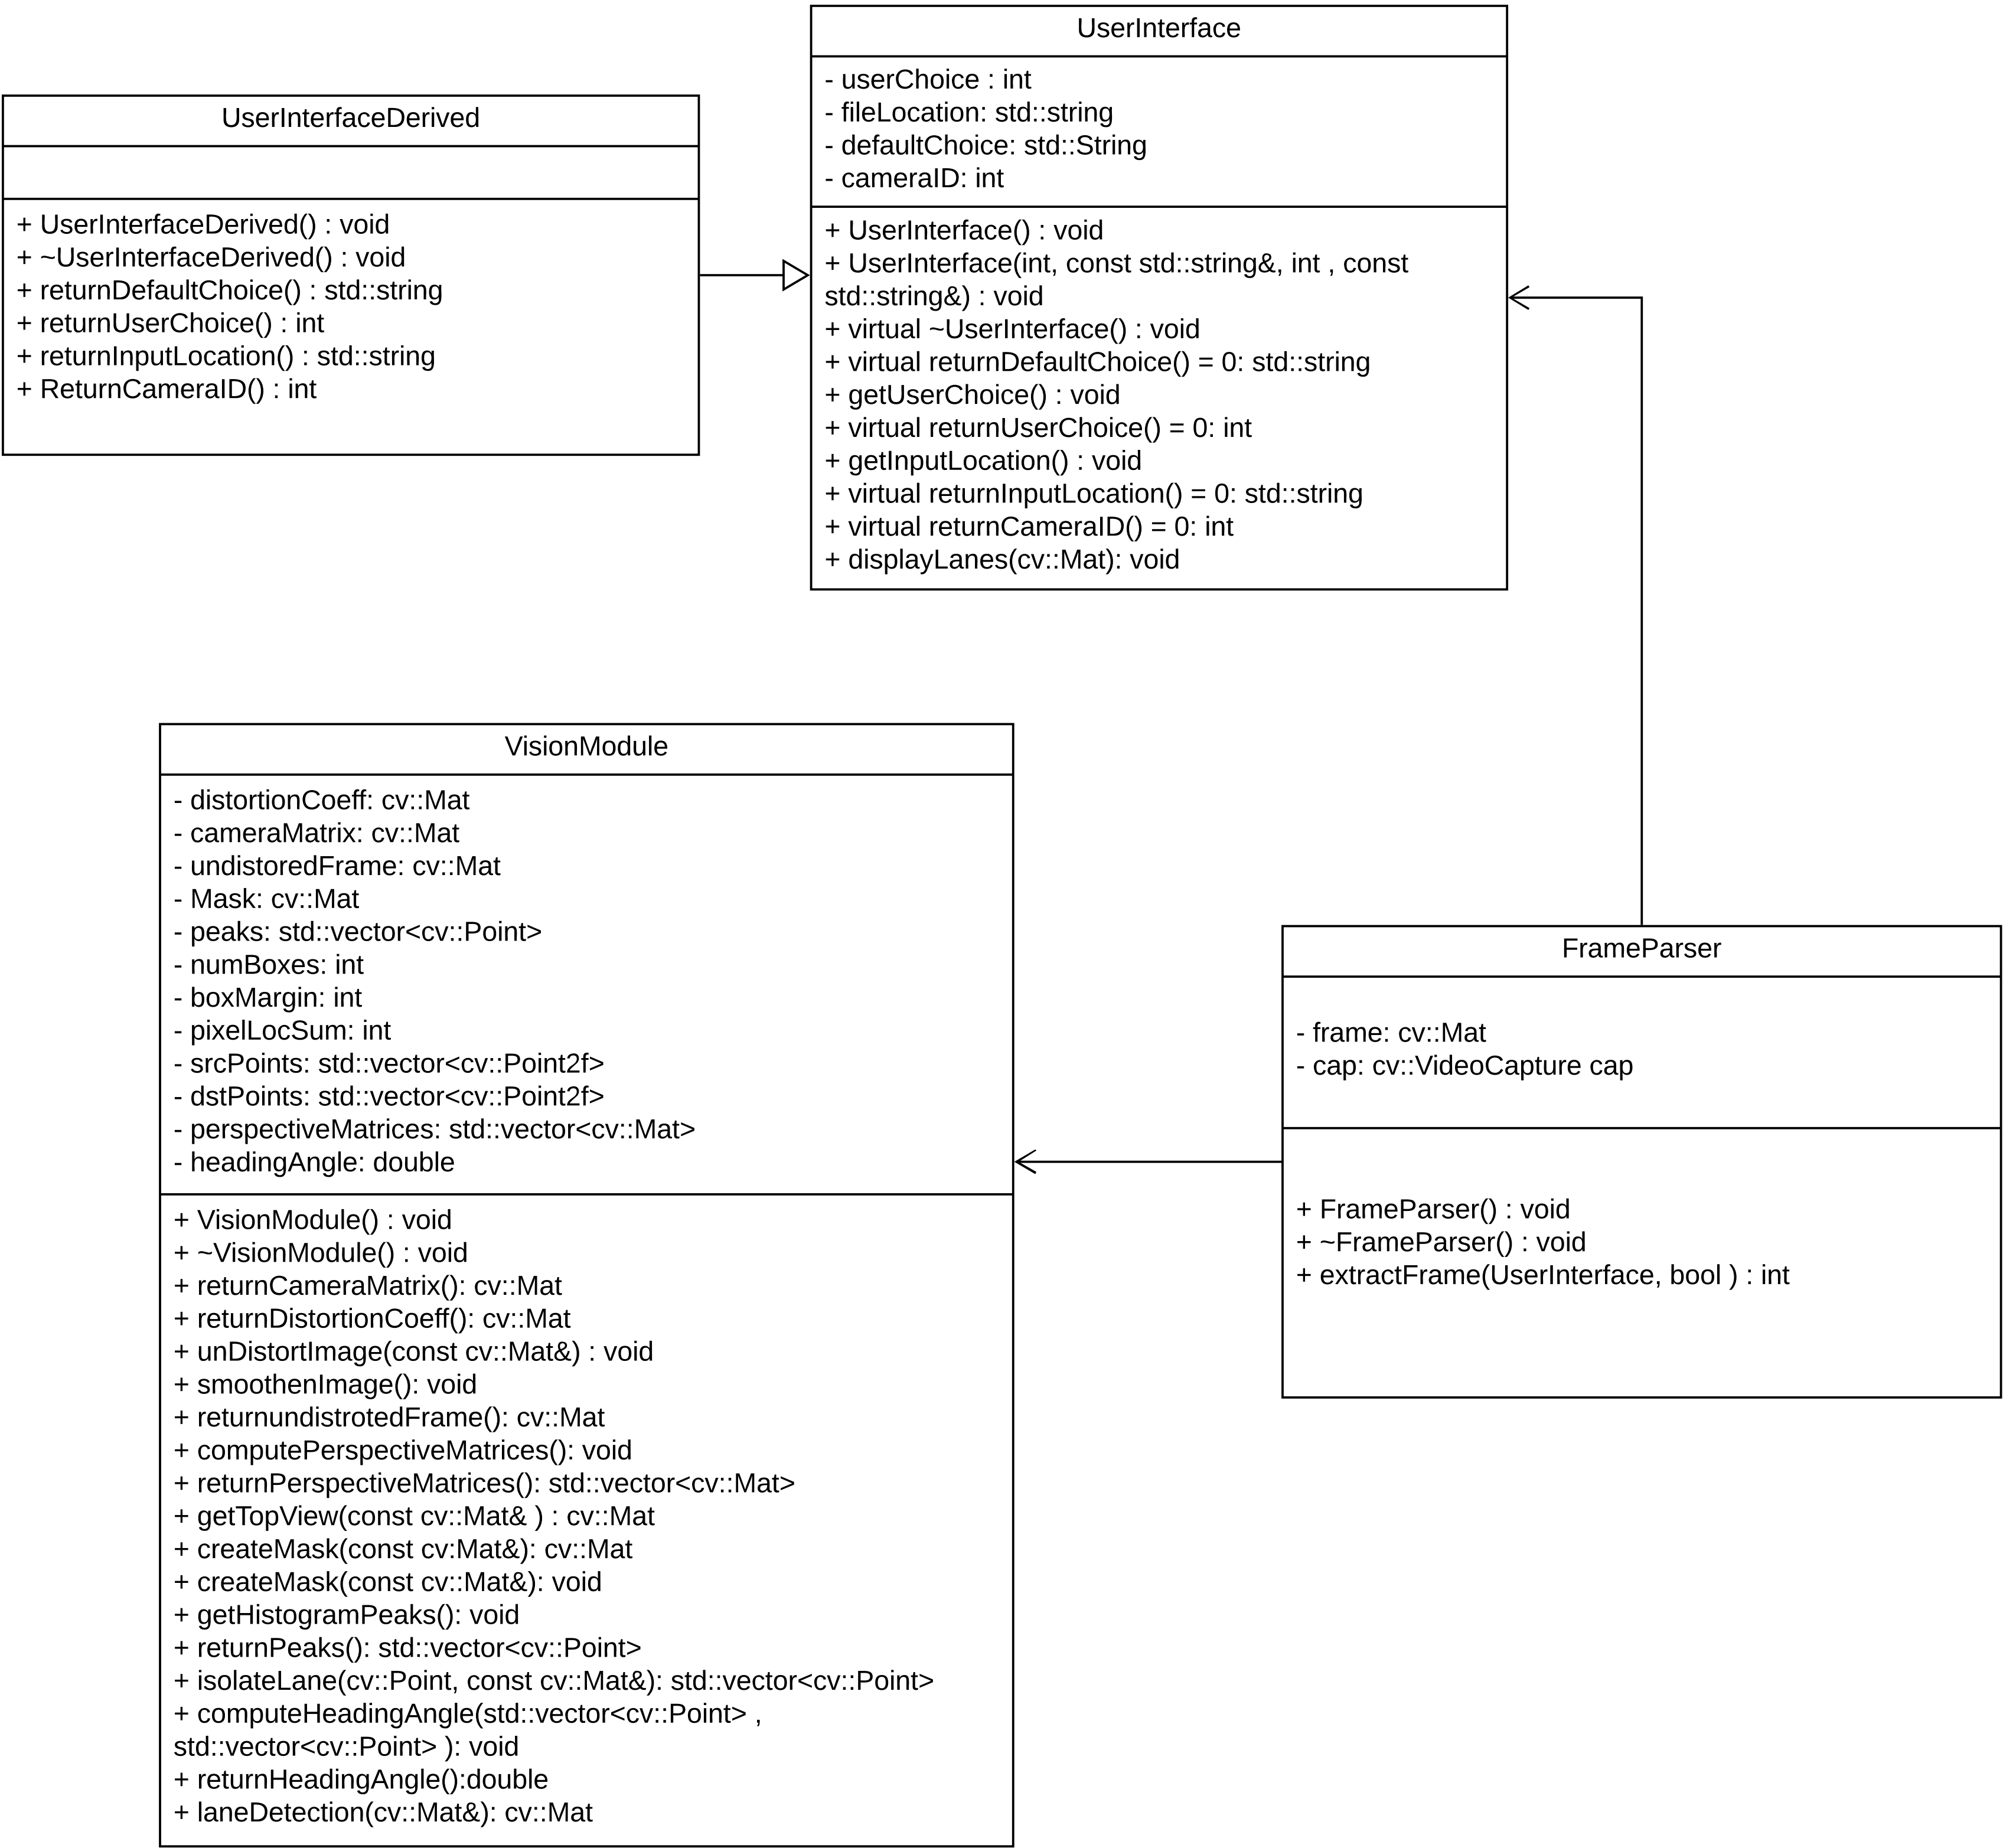 UserInterface
- userChoice : int
- fileLocation: std::string
- defaultChoice: std::String
- cameraID: int
+ UserInterface() : void
+ UserInterface(int, const std::string&, int , const
std::string&) : void
+ virtual ~UserInterface() : void
+ virtual returnDefaultChoice() = 0: std::string
+ getUserChoice() : void
+ virtual returnUserChoice() = 0: int
+ getInputLocation() : void
+ virtual returnInputLocation() = 0: std::string
+ virtual returnCameraID() = 0: int
+ displayLanes(cv::Mat): void
UserInterfaceDerived
+ UserInterfaceDerived() : void
+ ~UserInterfaceDerived() : void
+ returnDefaultChoice() : std::string
+ returnUserChoice() : int
+ returnInputLocation() : std::string
+ ReturnCameraID() : int
VisionModule
- distortionCoeff: cv::Mat
- cameraMatrix: cv::Mat
- undistoredFrame: cv::Mat
- Mask: cv::Mat
- peaks: std::vector<cv::Point>
- numBoxes: int
- boxMargin: int
- pixelLocSum: int
- srcPoints: std::vector<cv::Point2f>
- dstPoints: std::vector<cv::Point2f>
- perspectiveMatrices: std::vector<cv::Mat>
- headingAngle: double
+ VisionModule() : void
+ ~VisionModule() : void
+ returnCameraMatrix(): cv::Mat
+ returnDistortionCoeff(): cv::Mat
+ unDistortImage(const cv::Mat&) : void
+ smoothenImage(): void
+ returnundistrotedFrame(): cv::Mat
+ computePerspectiveMatrices(): void
+ returnPerspectiveMatrices(): std::vector<cv::Mat>
+ getTopView(const cv::Mat& ) : cv::Mat
+ createMask(const cv:Mat&): cv::Mat
+ createMask(const cv::Mat&): void
+ getHistogramPeaks(): void
+ returnPeaks(): std::vector<cv::Point>
+ isolateLane(cv::Point, const cv::Mat&): std::vector<cv::Point>
+ computeHeadingAngle(std::vector<cv::Point> ,
std::vector<cv::Point> ): void
+ returnHeadingAngle():double
+ laneDetection(cv::Mat&): cv::Mat
FrameParser
- frame: cv::Mat
- cap: cv::VideoCapture cap
+ FrameParser() : void
+ ~FrameParser() : void
+ extractFrame(UserInterface, bool ) : int